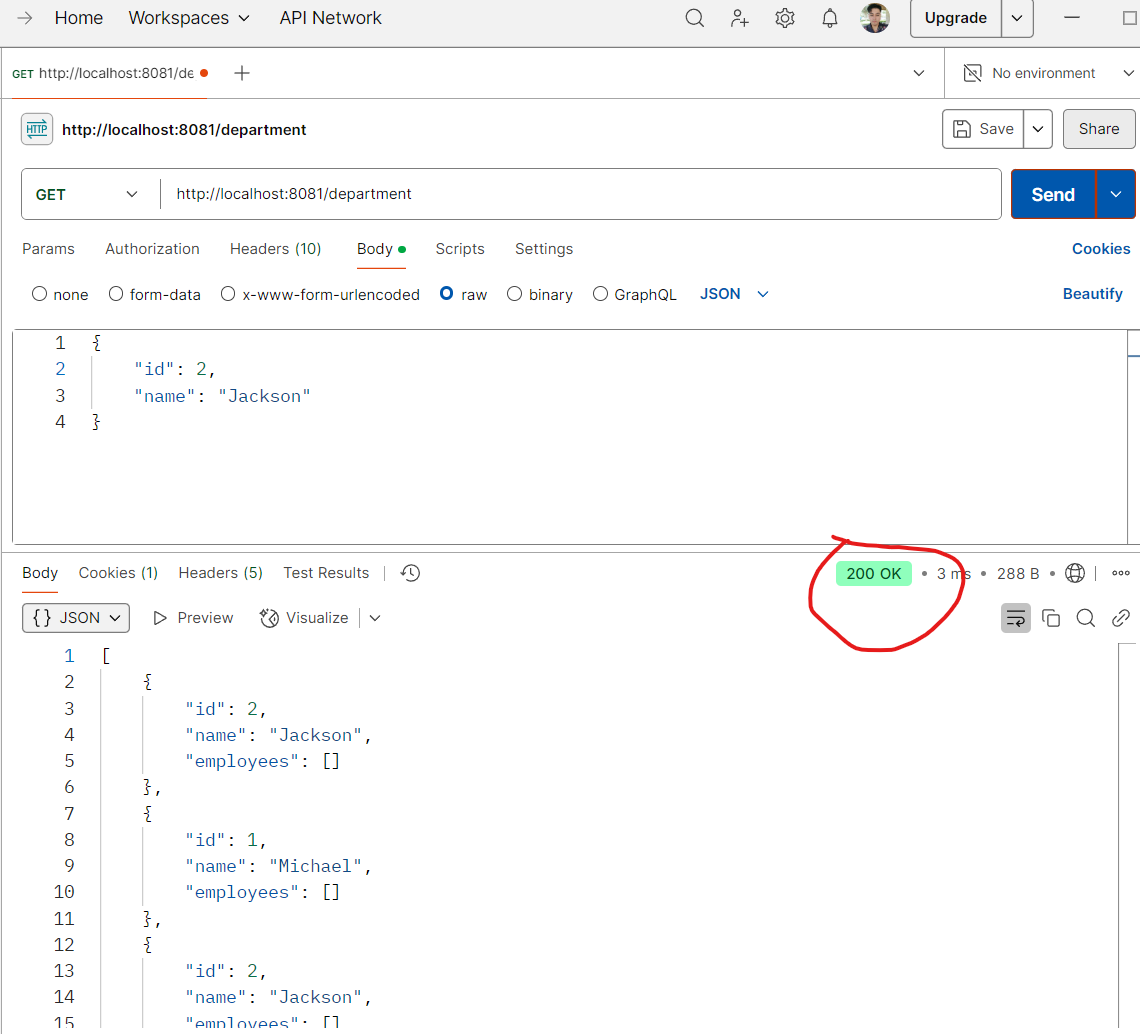 Home Workspaces API Network Upgrade
GET http://localhost:8081/de No environment
HTTP http://localhost:8081/department Save Share
GET http://localhost:8081/department Send
Params Authorization Headers (10) Body Scripts Settings Cookies
none form-data x-www-form-urlencoded raw binary GraphQL JSON Beautify
1 {
2 "id": 2,
3 "name": "Jackson"
4 }
Body Cookies (1) Headers (5) Test Results 200 OK • 3 ms • 288 B •
{} JSON Preview Visualize
1 [
2 {
3 "id": 2,
4 "name": "Jackson",
5 "employees": []
6 },
7 {
8 "id": 1,
9 "name": "Michael",
10 "employees": []
11 },
12 {
13 "id": 2,
14 "name": "Jackson",
15 "employees": []